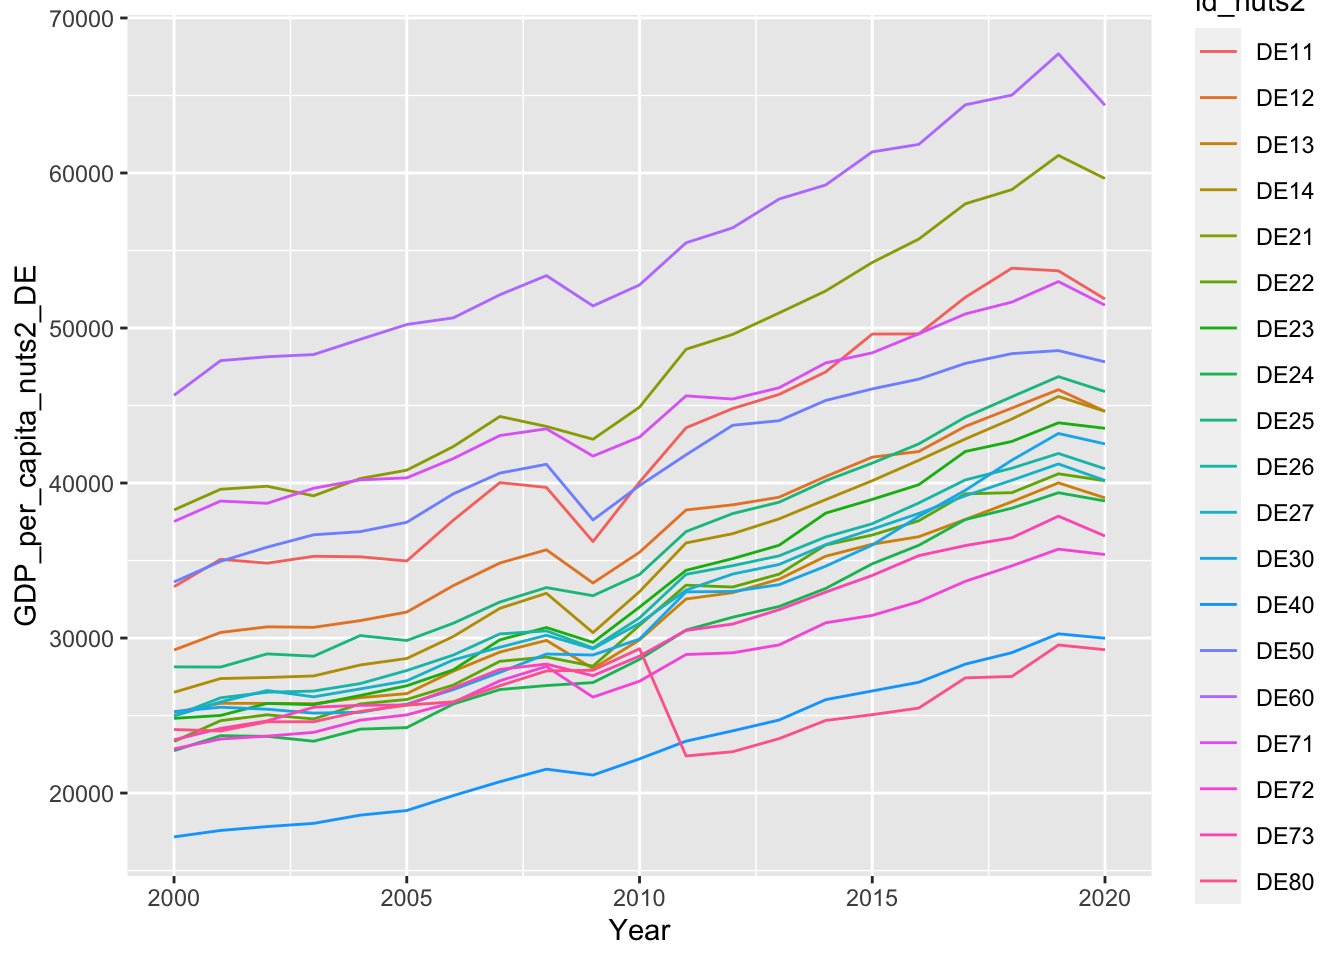 id_nuts2
70000
60000
50000
40000
30000
20000
GDP_per_capita_nuts2_DE
2000 2005 2010 2015 2020
Year
DE11
DE12
DE13
DE14
DE21
DE22
DE23
DE24
DE25
DE26
DE27
DE30
DE40
DE50
DE60
DE71
DE72
DE73
DE80